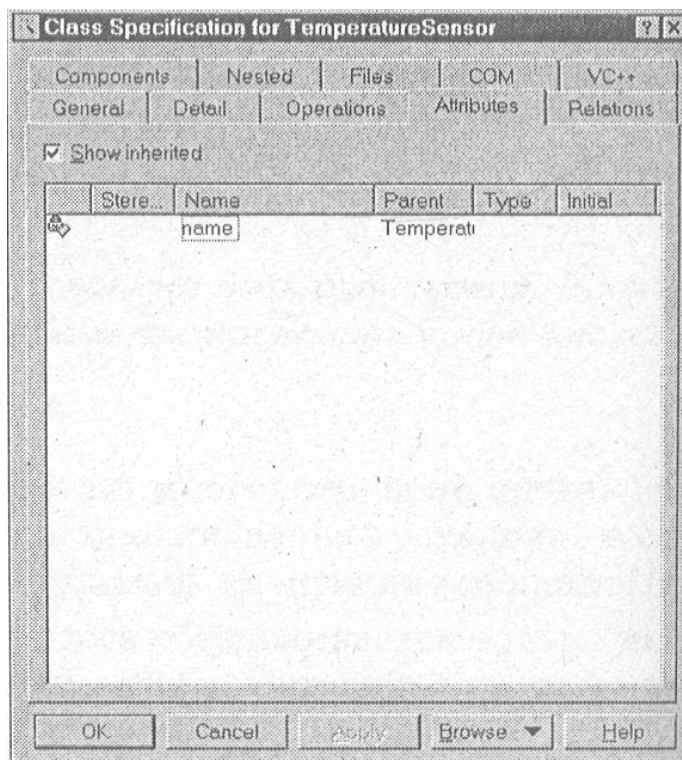 Class Specification for TemperatureSensor
Components Nested Files COM VC++
General Detail Operations Attributes Relations
Show inherited
Stere... Name Parent Type Initial
name Temperatu
OK Cancel Apply Browse Help